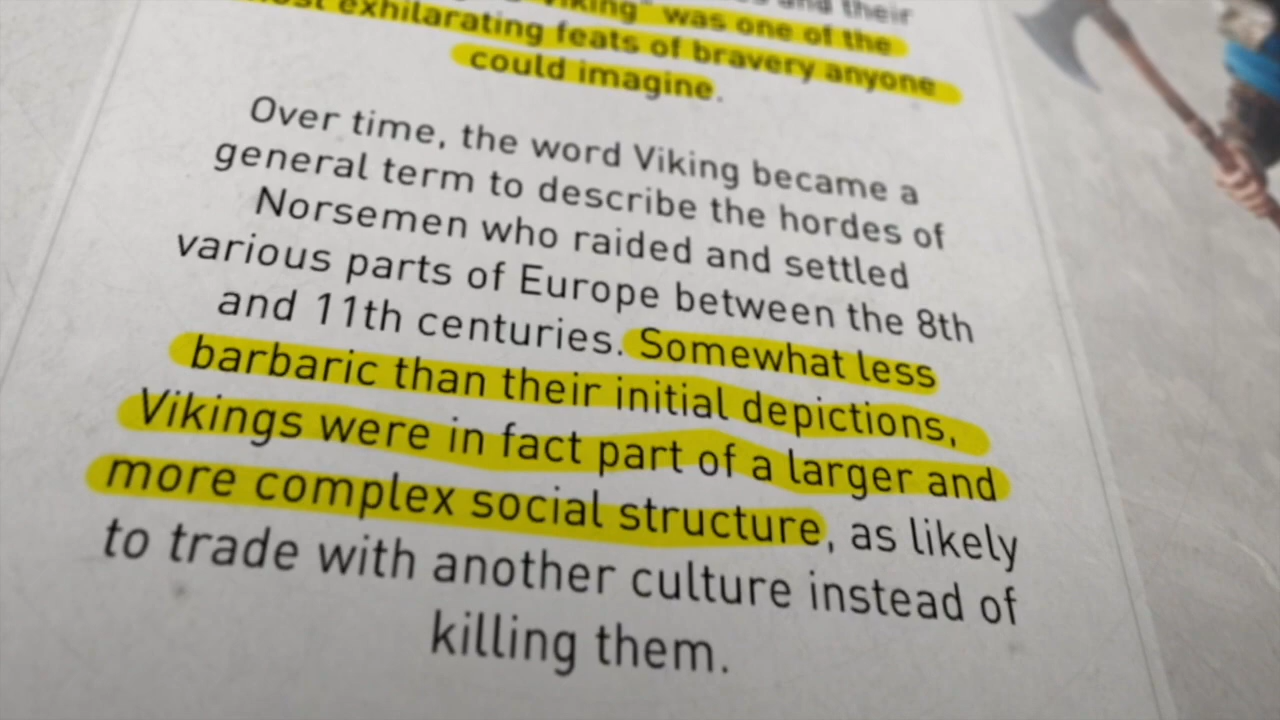 and their
Viking" was one of the
exhilarating feats of bravery anyone
could imagine.
Over time, the word Viking became a
general term to describe the hordes of
Norsemen who raided and settled
various parts of Europe between the 8th
and 11th centuries. Somewhat less
barbaric than their initial depictions,
Vikings were in fact part of a larger and
more complex social structure, as likely
to trade with another culture instead of
killing them.